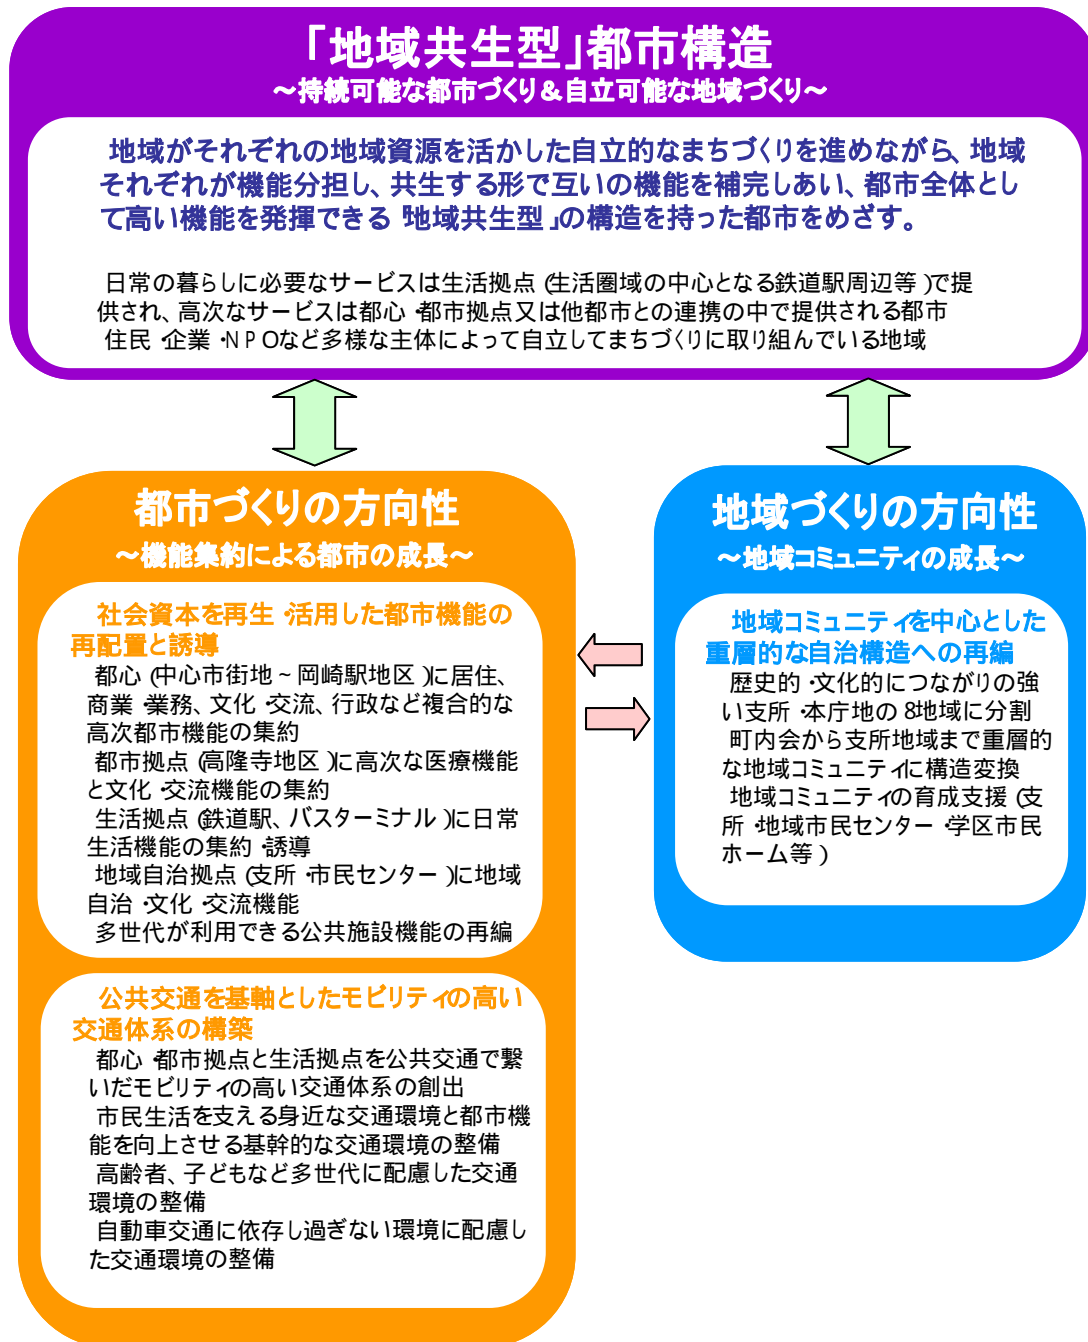 「地域共生型」都市構造
～持続可能な都市づくり＆自立可能な地域づくり～
地域がそれぞれの地域資源を活かした自立的なまちづくりを進めながら、地域
それぞれが機能分担し、共生する形で互いの機能を補完しあい、都市全体とし
て高い機能を発揮できる「地域共生型」の構造を持った都市をめざす。
日常の暮らしに必要なサービスは生活拠点（生活圏域の中心となる鉄道駅周辺等）で提
供され、高次なサービスは都心・都市拠点又は他都市との連携の中で提供される都市
住民・企業・NPOなど多様な主体によって自立してまちづくりに取り組んでいる地域
都市づくりの方向性
～機能集約による都市の成長～
社会資本を再生・活用した都市機能の
再配置と誘導
都心（中心市街地～岡崎駅地区）に居住、
商業・業務、文化・交流、行政など複合的な
高次都市機能の集約
都市拠点（高隆寺地区）に高次な医療機能
と文化・交流機能の集約
生活拠点（鉄道駅、バスターミナル）に日常
生活機能の集約・誘導
地域自治拠点（支所・市民センター）に地域
自治・文化・交流機能
多世代が利用できる公共施設機能の再編
公共交通を基軸としたモビリティの高い
交通体系の構築
都心・都市拠点と生活拠点を公共交通で繋
いだモビリティの高い交通体系の創出
市民生活を支える身近な交通環境と都市機
能を向上させる基幹的な交通環境の整備
高齢者、子どもなど多世代に配慮した交通
環境の整備
自動車交通に依存し過ぎない環境に配慮し
た交通環境の整備
地域づくりの方向性
～地域コミュニティの成長～
地域コミュニティを中心とした
重層的な自治構造への再編
歴史的・文化的につながりの強
い支所・本庁地の8地域に分割
町内会から支所地域まで重層的
な地域コミュニティに構造変換
地域コミュニティの育成支援（支
所・地域市民センター・学区市民
ホーム等）